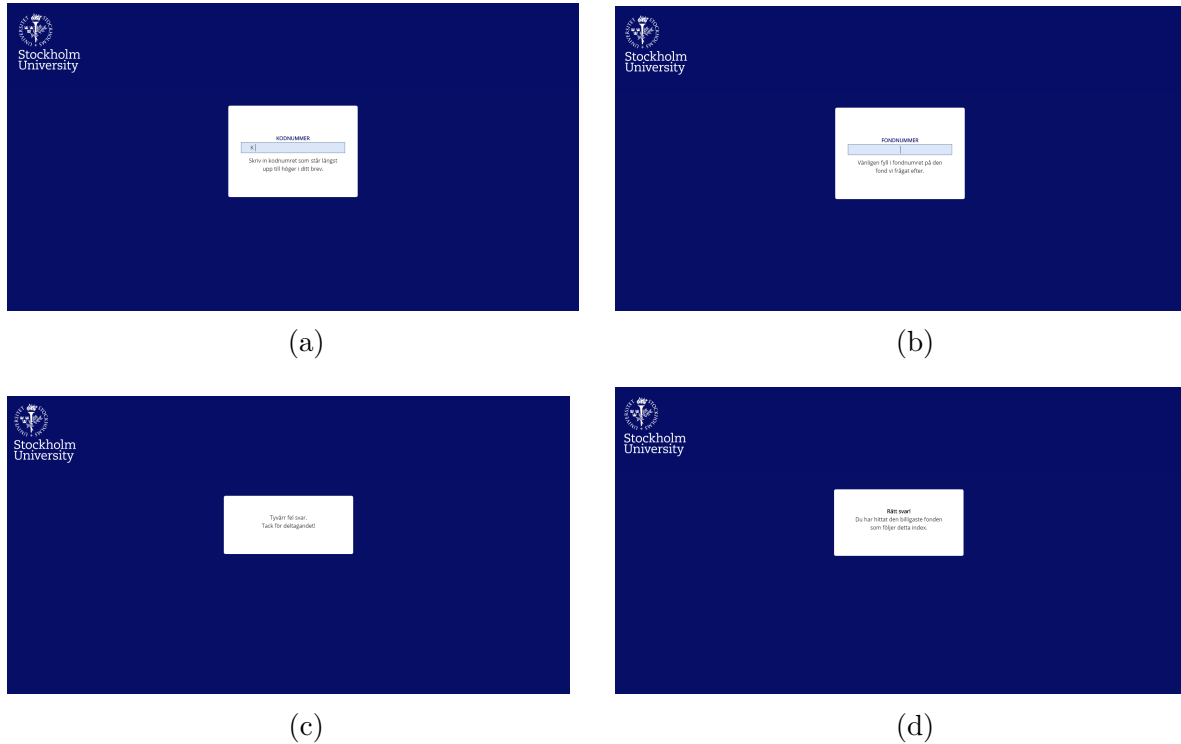 Stockholm
University
KODNUMMER
K
Skriv in kodnumret som står längst
upp till höger i ditt brev.
(a)
Stockholm
University
FONDNUMMER
Vänligen fyll i fondnumret på den
fond vi frågat efter.
(b)
Stockholm
University
Tyvärr fel svar.
Tack för deltagandet!
(c)
Stockholm
University
Rätt svar!
Du har hittat den billigaste fonden
som följer detta index.
(d)